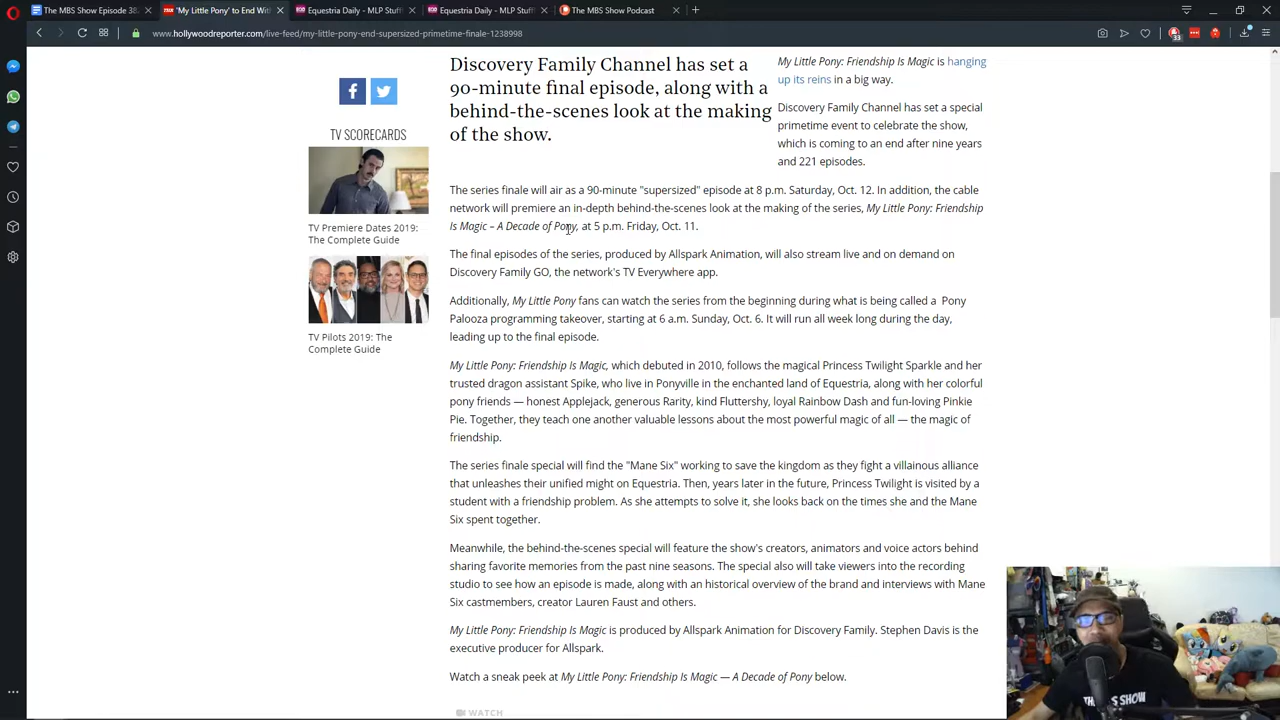 The MBS Show Episode 38
'My Little Pony' to End Wit
Equestria Daily - MLP Stuff
Equestria Daily - MLP Stuff
The MBS Show Podcast
www.hollywoodreporter.com/live-feed/my-little-pony-end-supersized-primetime-finale-1238998
33
Discovery Family Channel has set a
90-minute final episode, along with a
behind-the-scenes look at the making
of the show.
My Little Pony: Friendship Is Magic is hanging
up its reins in a big way.
Discovery Family Channel has set a special
primetime event to celebrate the show,
which is coming to an end after nine years
and 221 episodes.
TV SCORECARDS
TV Premiere Dates 2019:
The Complete Guide
TV Pilots 2019: The
Complete Guide
The series finale will air as a 90-minute "supersized" episode at 8 p.m. Saturday, Oct. 12. In addition, the cable
network will premiere an in-depth behind-the-scenes look at the making of the series, My Little Pony: Friendship
Is Magic – A Decade of Pony, at 5 p.m. Friday, Oct. 11.
The final episodes of the series, produced by Allspark Animation, will also stream live and on demand on
Discovery Family GO, the network's TV Everywhere app.
Additionally, My Little Pony fans can watch the series from the beginning during what is being called a Pony
Palooza programming takeover, starting at 6 a.m. Sunday, Oct. 6. It will run all week long during the day,
leading up to the final episode.
My Little Pony: Friendship Is Magic, which debuted in 2010, follows the magical Princess Twilight Sparkle and her
trusted dragon assistant Spike, who live in Ponyville in the enchanted land of Equestria, along with her colorful
pony friends — honest Applejack, generous Rarity, kind Fluttershy, loyal Rainbow Dash and fun-loving Pinkie
Pie. Together, they teach one another valuable lessons about the most powerful magic of all — the magic of
friendship.
The series finale special will find the "Mane Six" working to save the kingdom as they fight a villainous alliance
that unleashes their unified might on Equestria. Then, years later in the future, Princess Twilight is visited by a
student with a friendship problem. As she attempts to solve it, she looks back on the times she and the Mane
Six spent together.
Meanwhile, the behind-the-scenes special will feature the show's creators, animators and voice actors behind
sharing favorite memories from the past nine seasons. The special also will take viewers into the recording
studio to see how an episode is made, along with an historical overview of the brand and interviews with Mane
Six castmembers, creator Lauren Faust and others.
My Little Pony: Friendship Is Magic is produced by Allspark Animation for Discovery Family. Stephen Davis is the
executive producer for Allspark.
Watch a sneak peek at My Little Pony: Friendship Is Magic — A Decade of Pony below.
WATCH